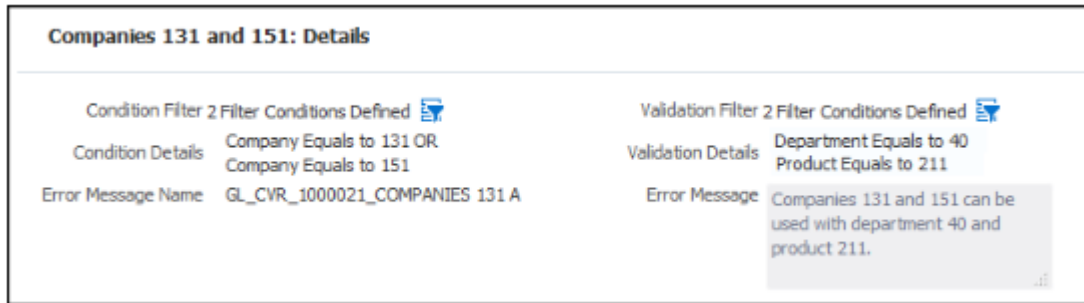 Companies 131 and 151: Details
Condition Filter 2 Filter Conditions Defined
Validation Filter 2 Filter Conditions Defined
Condition Details Company Equals to 131 OR
Company Equals to 151
Validation Details Department Equals to 40
Product Equals to 211
Error Message Name GL_CVR_1000021_COMPANIES 131 A
Error Message Companies 131 and 151 can be
used with department 40 and
product 211.